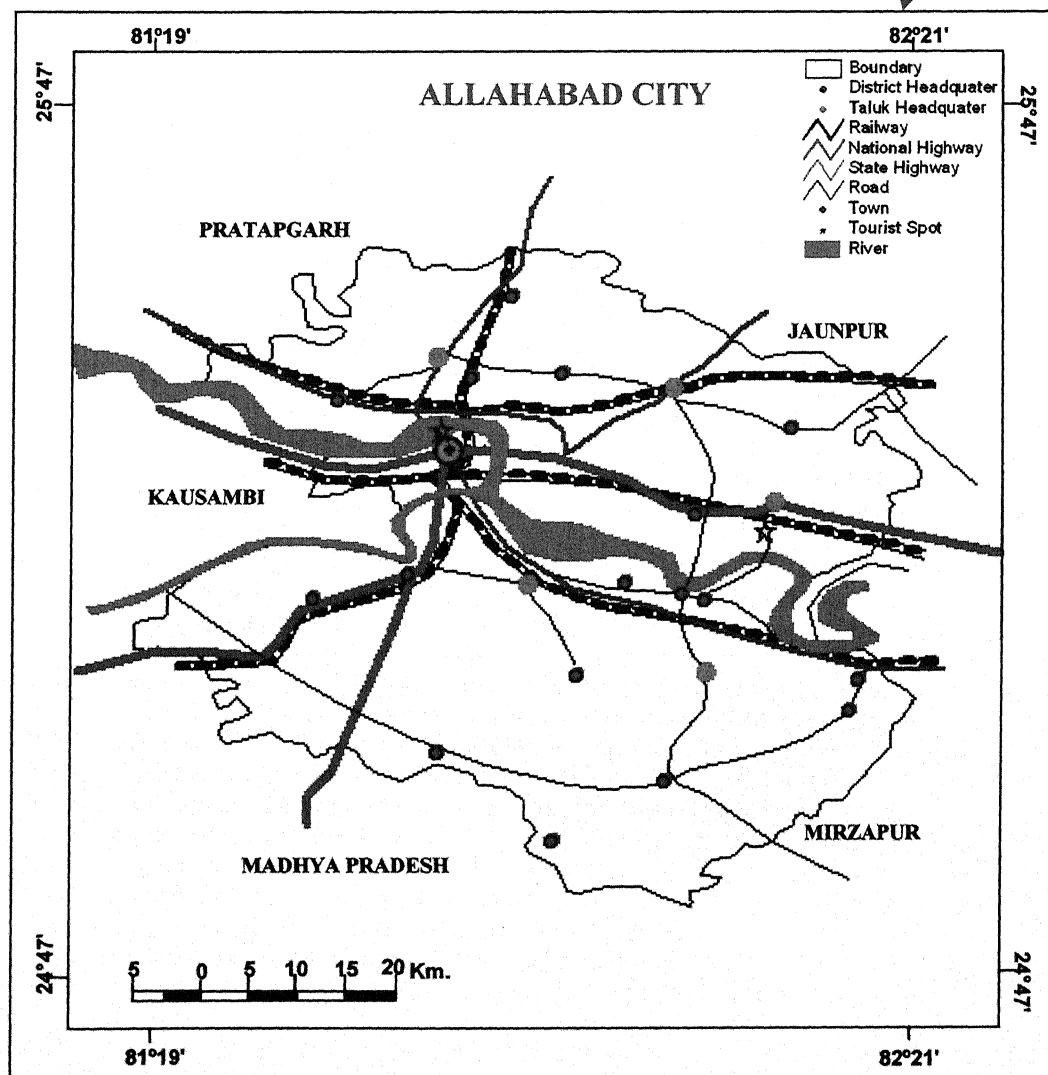 81°19' 82°21'
25°47' 25°47'
ALLAHABAD CITY
Boundary
District Headquater
Taluk Headquater
Railway
National Highway
State Highway
Road
Town
Tourist Spot
River
PRATAPGARH
JAUNPUR
KAUSAMBI
MIRZAPUR
MADHYA PRADESH
5 0 5 10 15 20 Km.
24°47' 24°47'
81°19' 82°21'